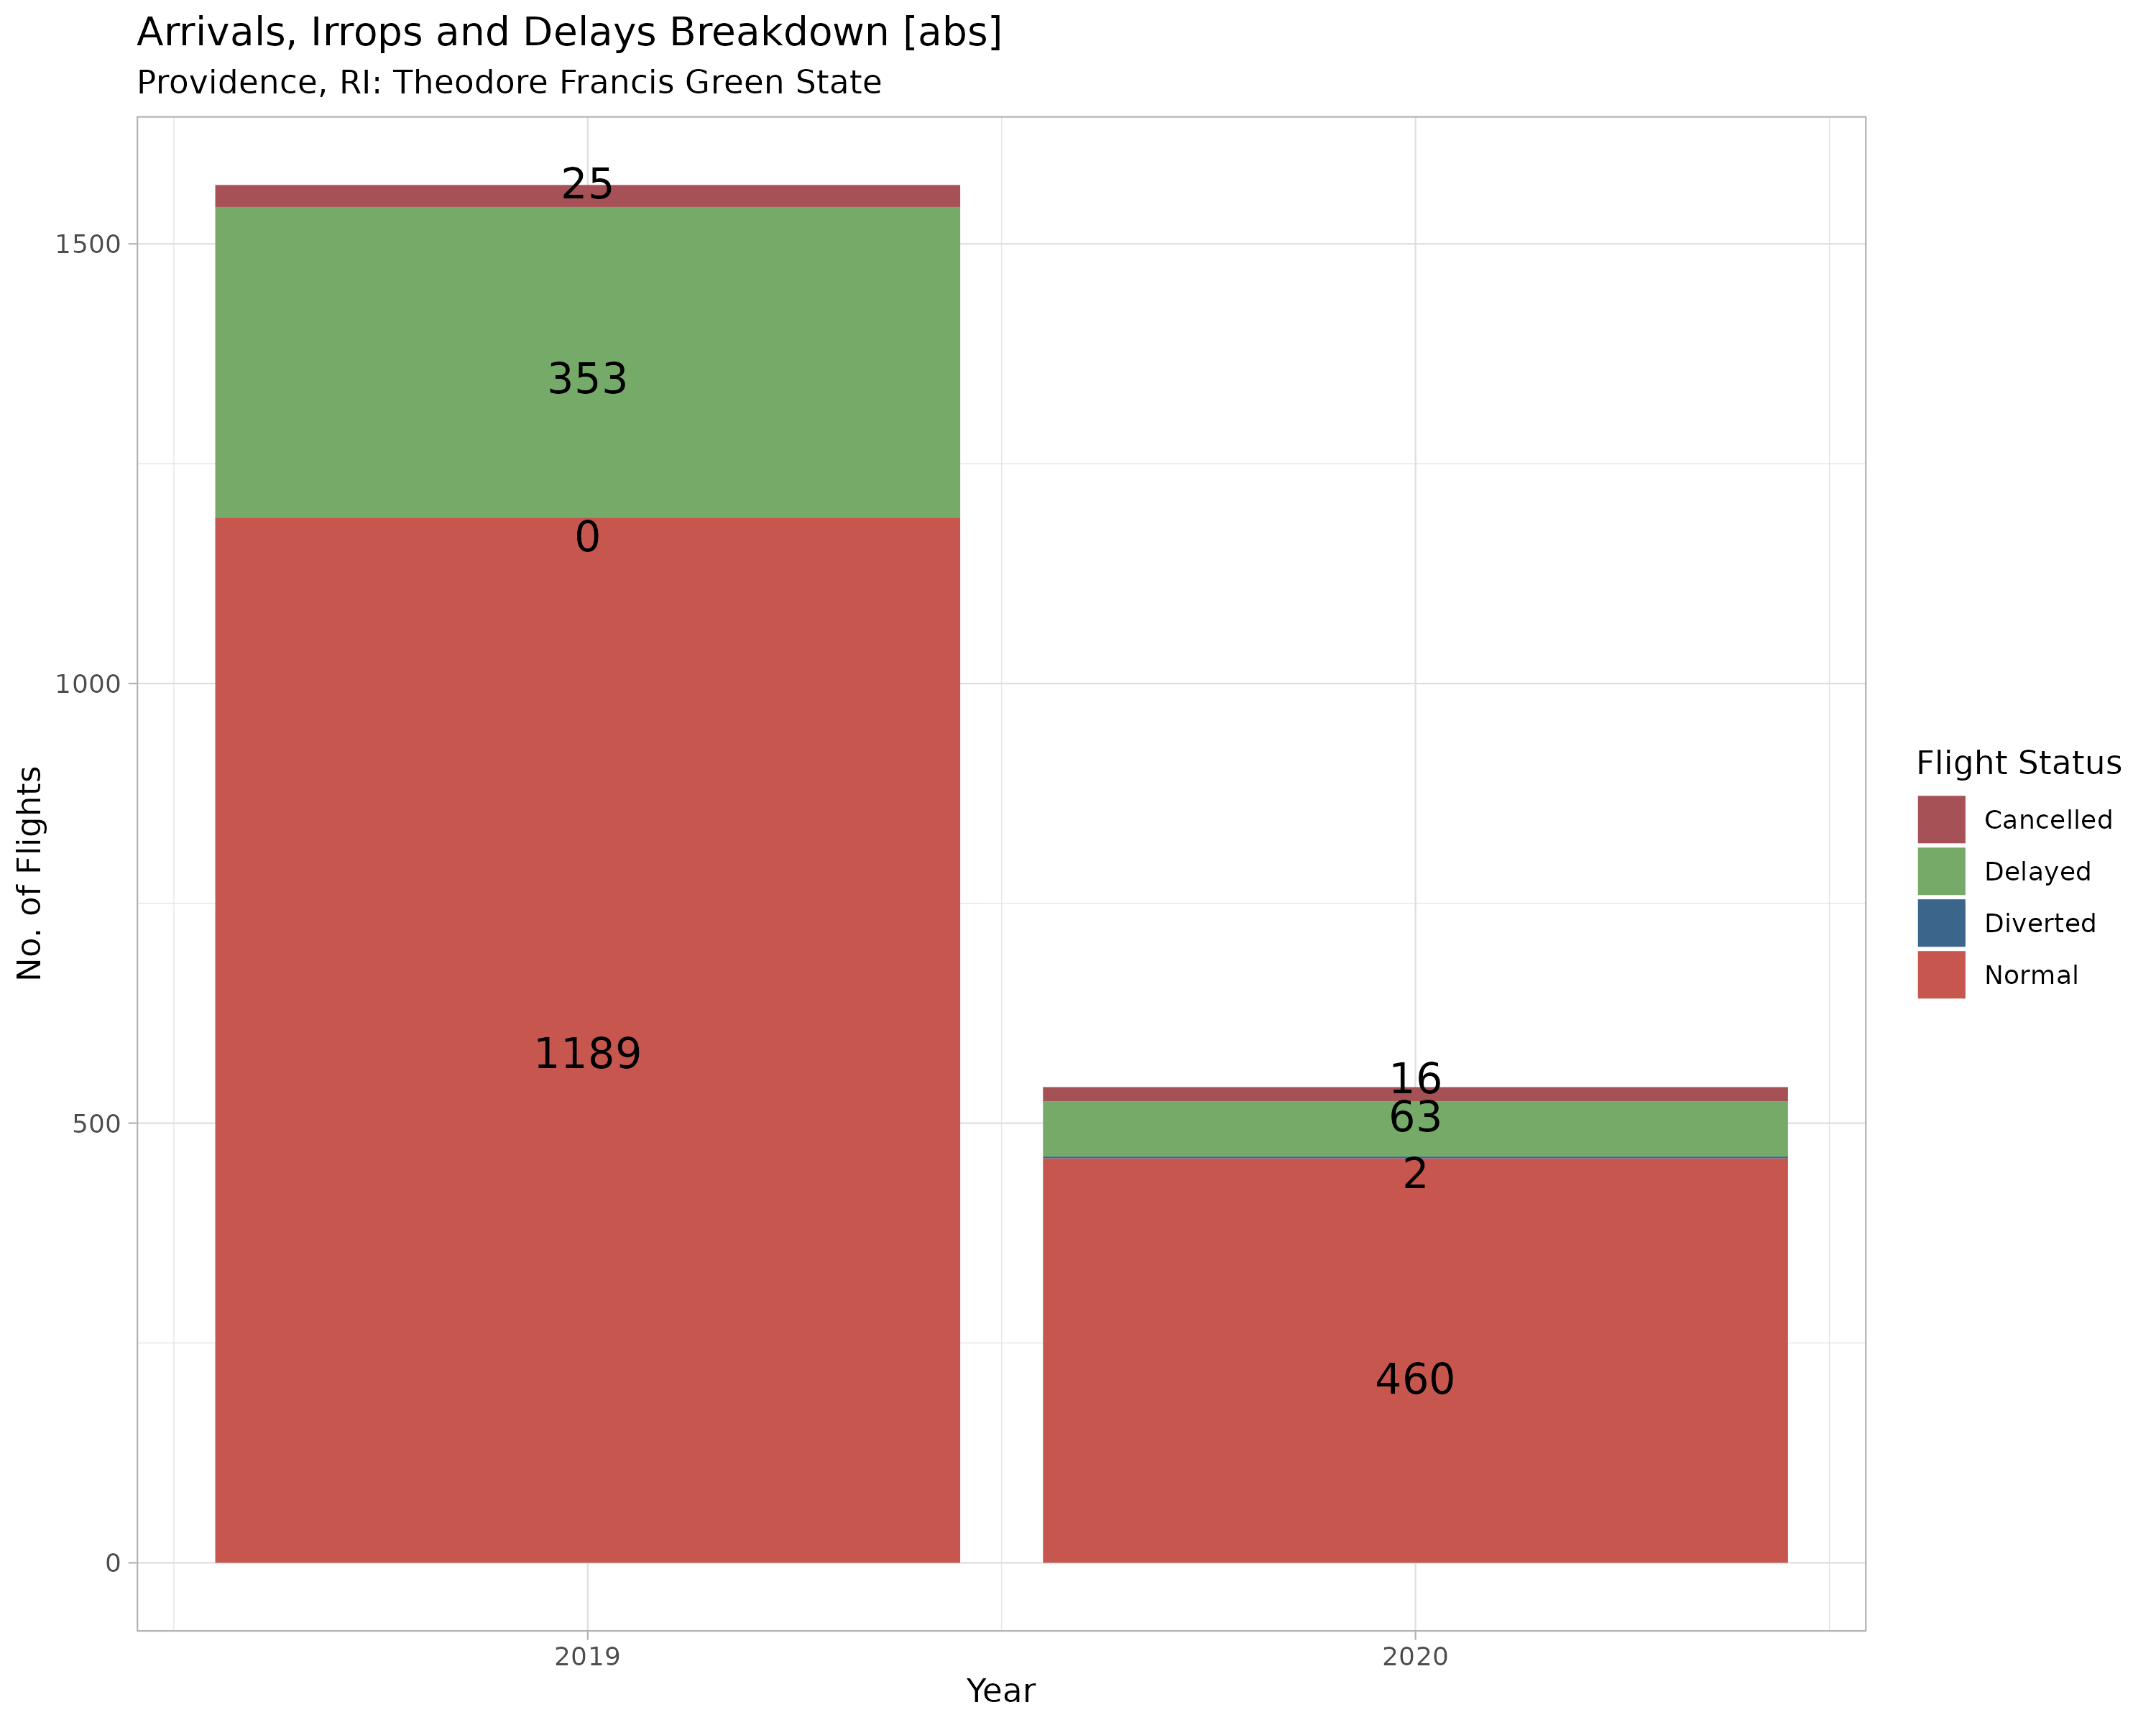 Arrivals, Irrops and Delays Breakdown [abs]
Providence, RI: Theodore Francis Green State
No. of Flights
1500
1000
500
0
25
353
0
1189
16
63
2
460
2019
2020
Year
Flight Status
Cancelled
Delayed
Diverted
Normal